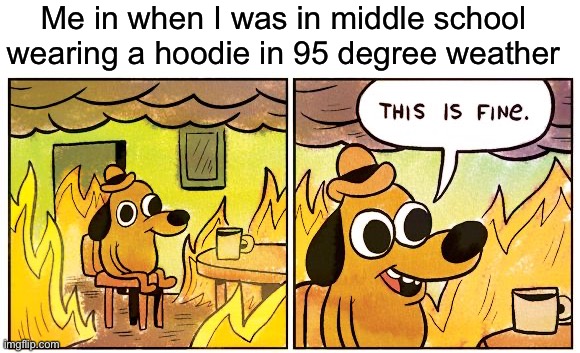 Me in when I was in middle school
wearing a hoodie in 95 degree weather
THIS IS FINe.
imgflip.com